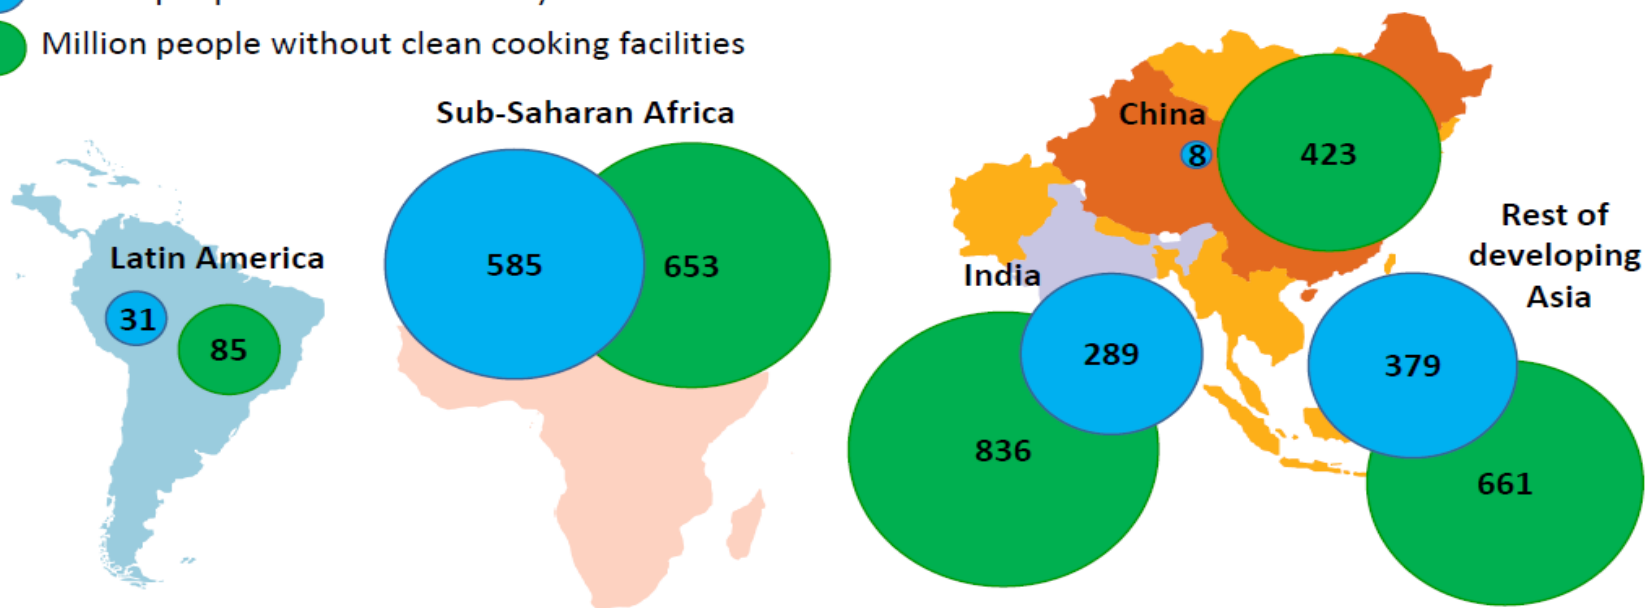 Million people without clean cooking facilities
Sub-Saharan Africa
China
8
423
Rest of
developing
Asia
Latin America
585
653
India
31
85
289
379
836
661